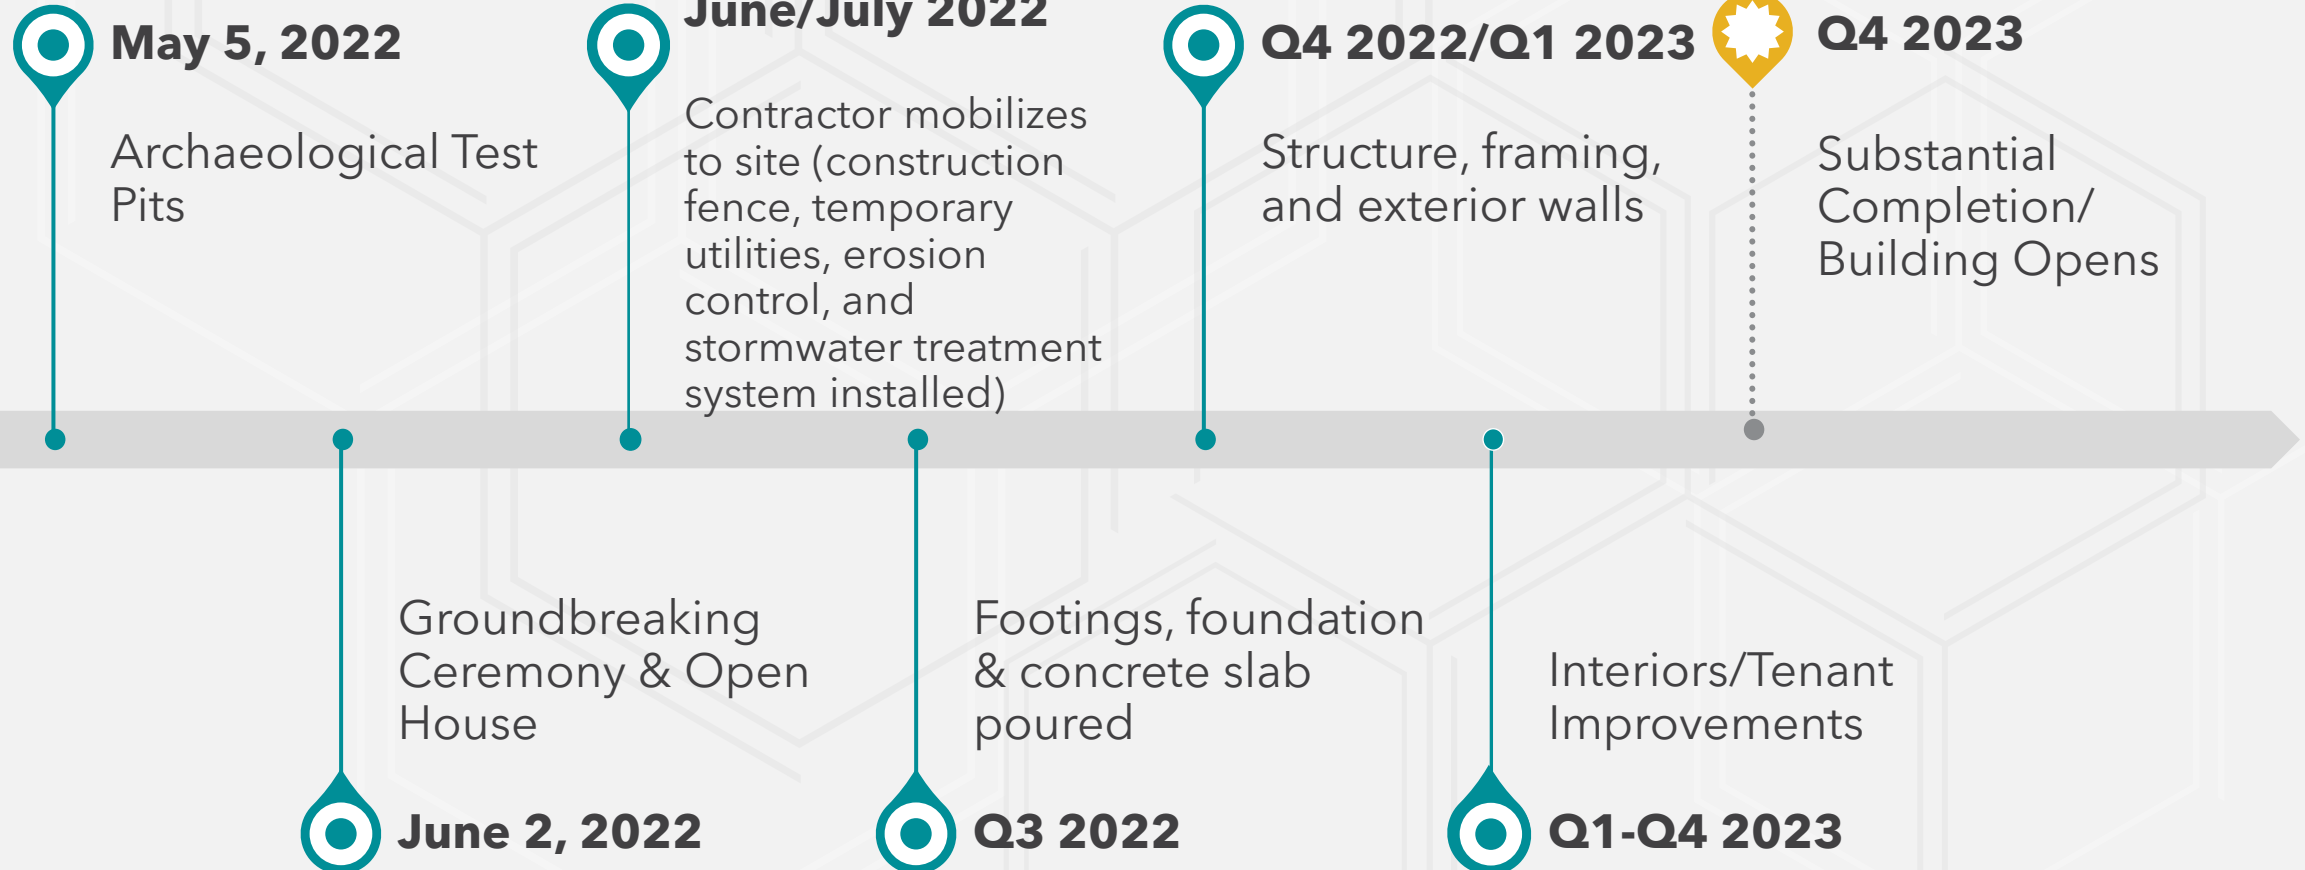 May 5, 2022
Archaeological Test
Pits
June 2, 2022
Groundbreaking
Ceremony & Open
House
June/July 2022
Contractor mobilizes
to site (construction
fence, temporary
utilities, erosion
control, and
stormwater treatment
system installed)
Q3 2022
Footings, foundation
& concrete slab
poured
Q4 2022/Q1 2023
Structure, framing,
and exterior walls
Q1-Q4 2023
Interiors/Tenant
Improvements
Q4 2023
Substantial
Completion/
Building Opens